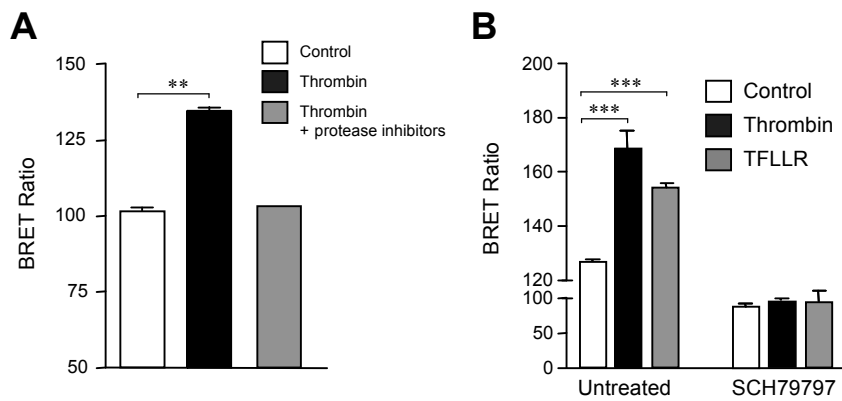 A
BRET Ratio
150
125
100
75
50
**
Control
Thrombin
Thrombin
+ protease inhibitors
B
BRET Ratio
200
180
160
140
120
100
50
0
***
***
Control
Thrombin
TFLLR
Untreated
SCH79797